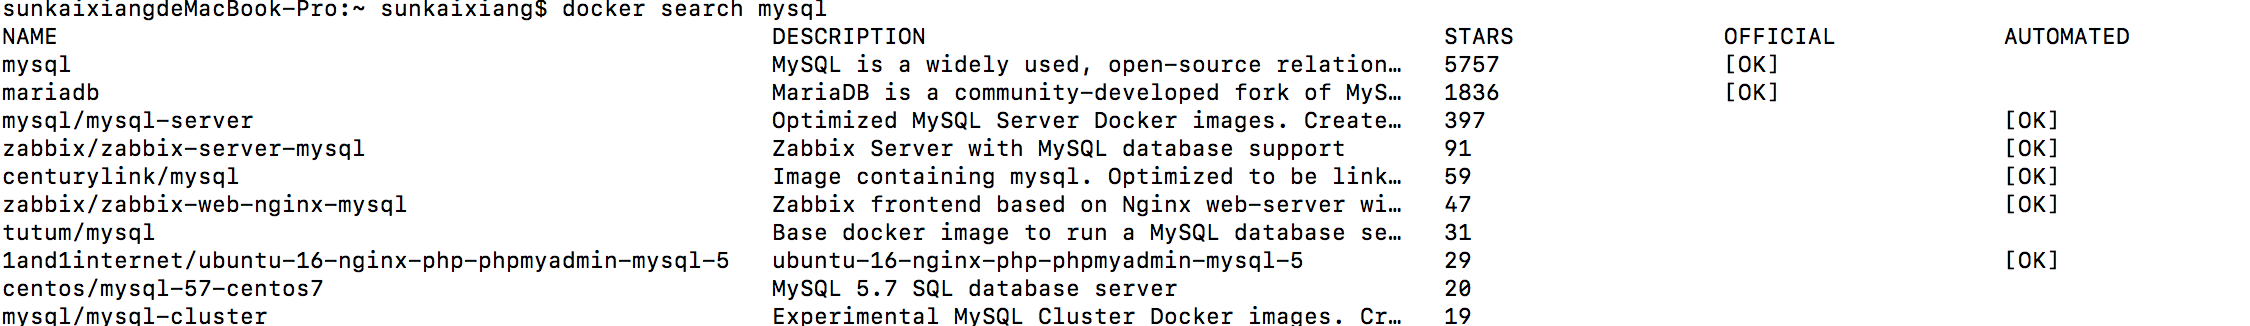 sunkaixiangdeMacBook-Pro:~ sunkaixiang$ docker search mysql
NAME DESCRIPTION STARS OFFICIAL AUTOMATED
mysql MySQL is a widely used, open-source relation… 5757 [OK]
mariadb MariaDB is a community-developed fork of MyS… 1836 [OK]
mysql/mysql-server Optimized MySQL Server Docker images. Create… 397 [OK]
zabbix/zabbix-server-mysql Zabbix Server with MySQL database support 91 [OK]
centurylink/mysql Image containing mysql. Optimized to be link… 59 [OK]
zabbix/zabbix-web-nginx-mysql Zabbix frontend based on Nginx web-server wi… 47 [OK]
tutum/mysql Base docker image to run a MySQL database se… 31
1and1internet/ubuntu-16-nginx-php-phpmyadmin-mysql-5 ubuntu-16-nginx-php-phpmyadmin-mysql-5 29 [OK]
centos/mysql-57-centos7 MySQL 5.7 SQL database server 20
mysql/mysql-cluster Experimental MySQL Cluster Docker images. Cr… 19